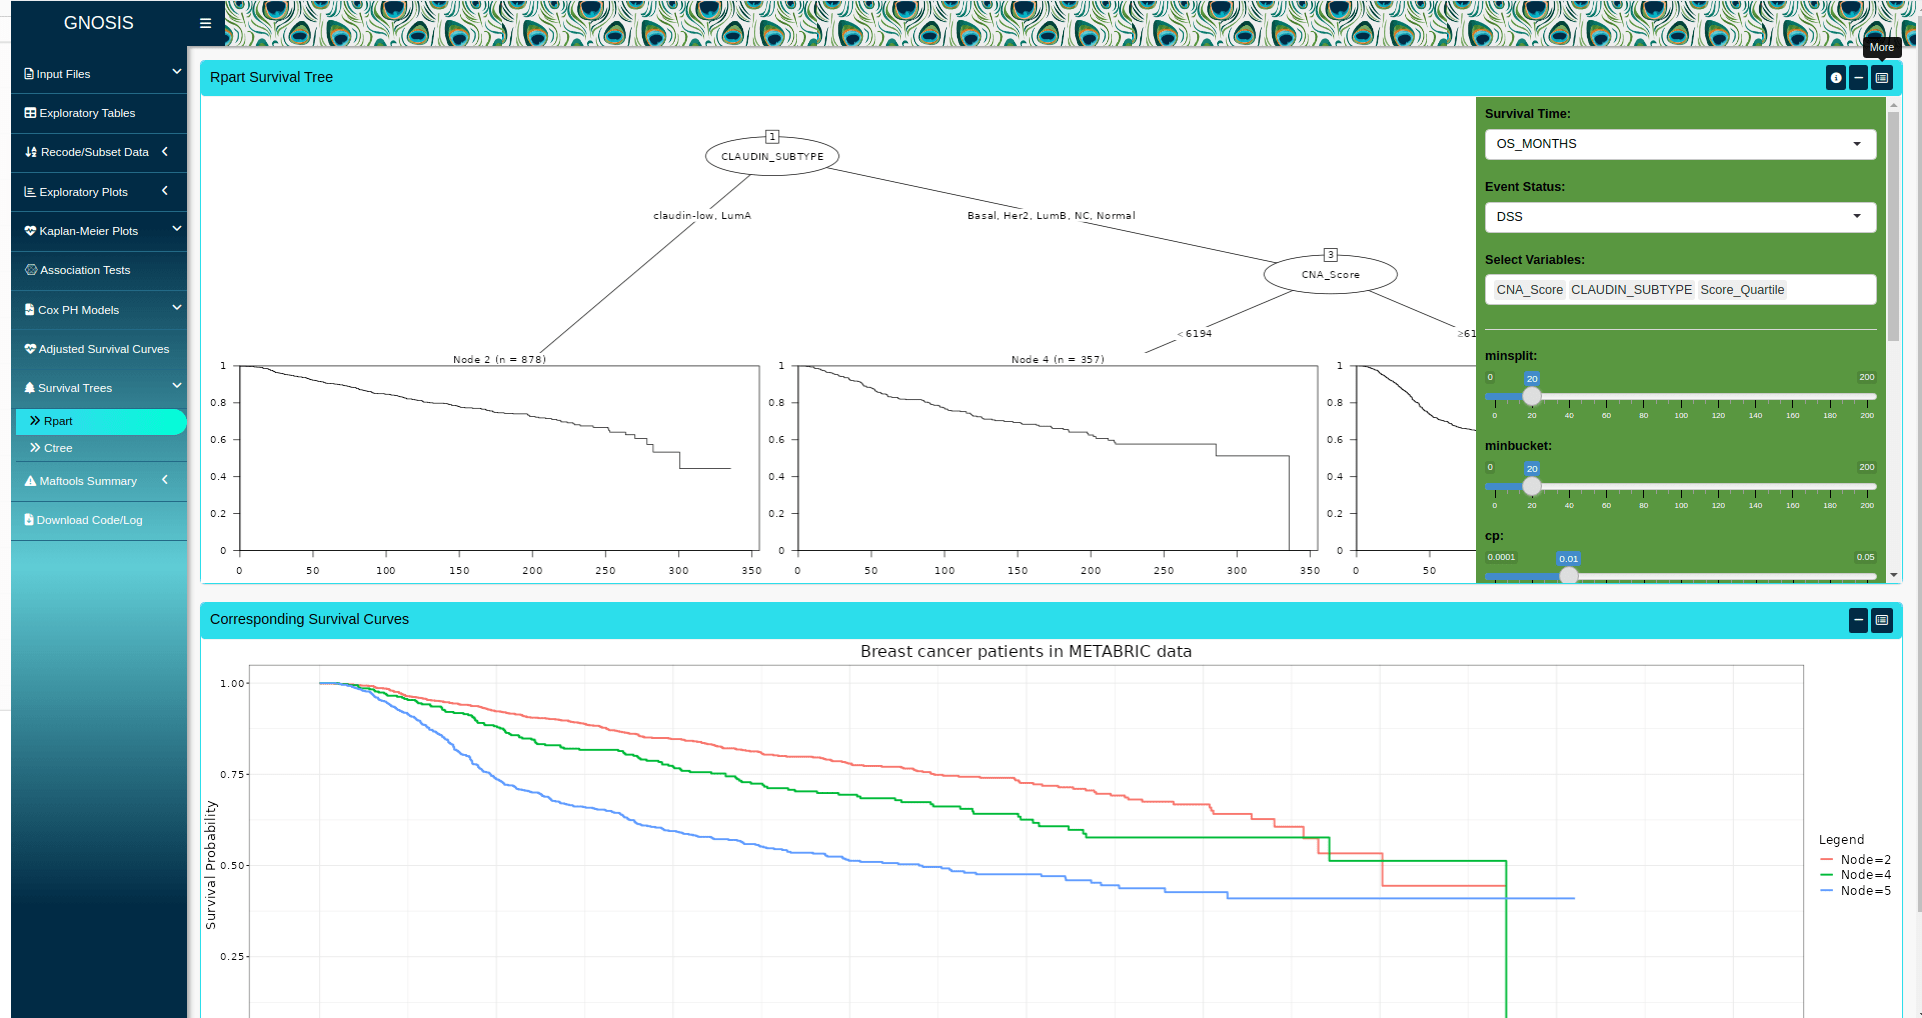 GNOSIS
More
Input Files
Exploratory Tables
Recode/Subset Data
Exploratory Plots
Kaplan-Meier Plots
Association Tests
Cox PH Models
Adjusted Survival Curves
Survival Trees
Rpart
Ctree
Maftools Summary
Download Code/Log
Rpart Survival Tree
1
CLAUDIN_SUBTYPE
claudin-low, LumA
Basal, Her2, LumB, NC, Normal
3
CNA_Score
< 6194
≥61
Node 2 (n = 878)
1
0.8
0.6
0.4
0.2
0
0 50 100 150 200 250 300 350
Node 4 (n = 357)
1
0.8
0.6
0.4
0.2
0
0 50 100 150 200 250 300 350
1
0.8
0.6
0.4
0.2
0
0 50
Survival Time:
OS_MONTHS
Event Status:
DSS
Select Variables:
CNA_Score CLAUDIN_SUBTYPE Score_Quartile
minsplit:
0 20 200
0 20 40 60 80 100 120 140 160 180 200
minbucket:
0 20 200
0 20 40 60 80 100 120 140 160 180 200
cp:
0.0001 0.01 0.05
Corresponding Survival Curves
Breast cancer patients in METABRIC data
1.00
0.75
0.50
0.25
Survival Probability
Legend
Node=2
Node=4
Node=5